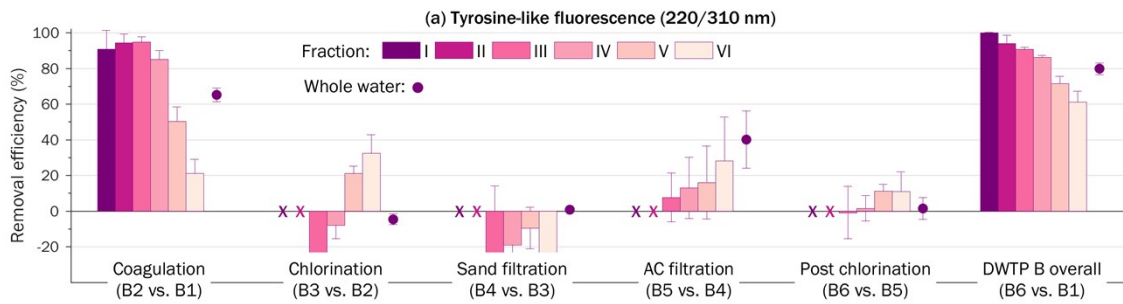 (a) Tyrosine-like fluorescence (220/310 nm)
Fraction: I II III IV V VI
Whole water:
Removal efficiency (%)
100
80
60
40
20
0
-20
X X X X X X X X
Coagulation
(B2 vs. B1)
Chlorination
(B3 vs. B2)
Sand filtration
(B4 vs. B3)
AC filtration
(B5 vs. B4)
Post chlorination
(B6 vs. B5)
DWTP B overall
(B6 vs. B1)